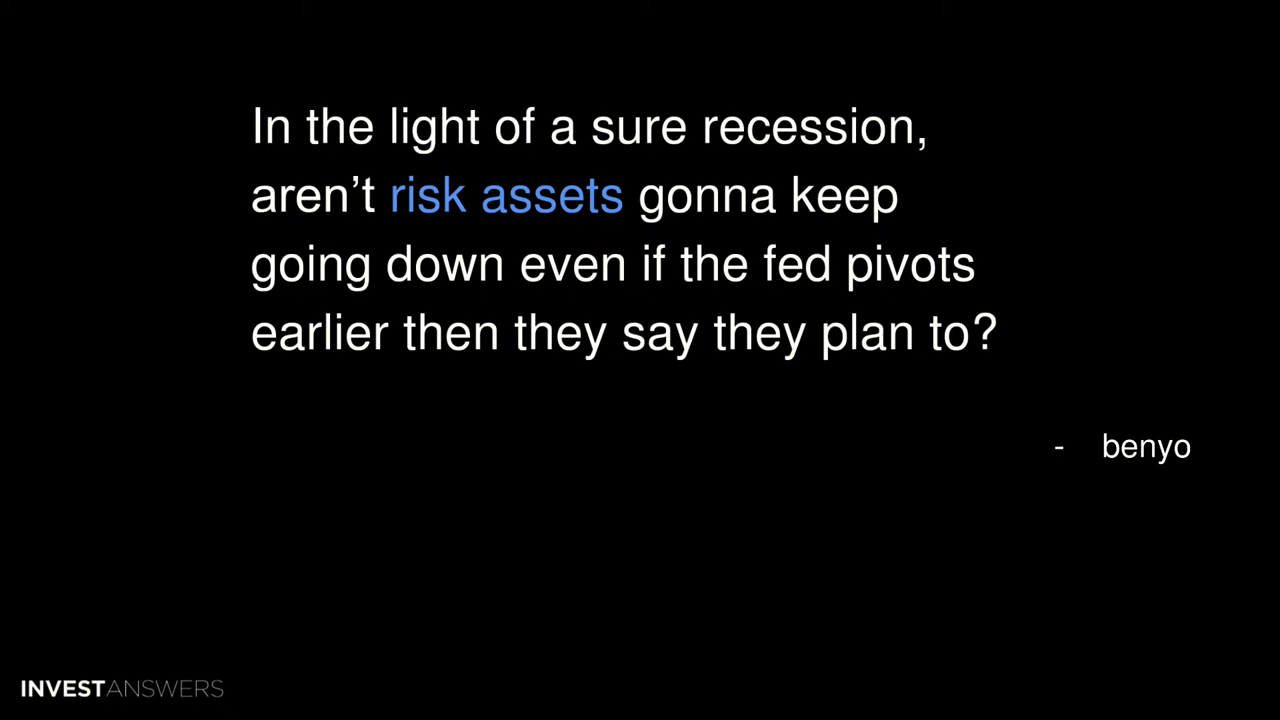 In the light of a sure recession,
aren’t risk assets gonna keep
going down even if the fed pivots
earlier then they say they plan to?
- benyo
INVESTANSWERS